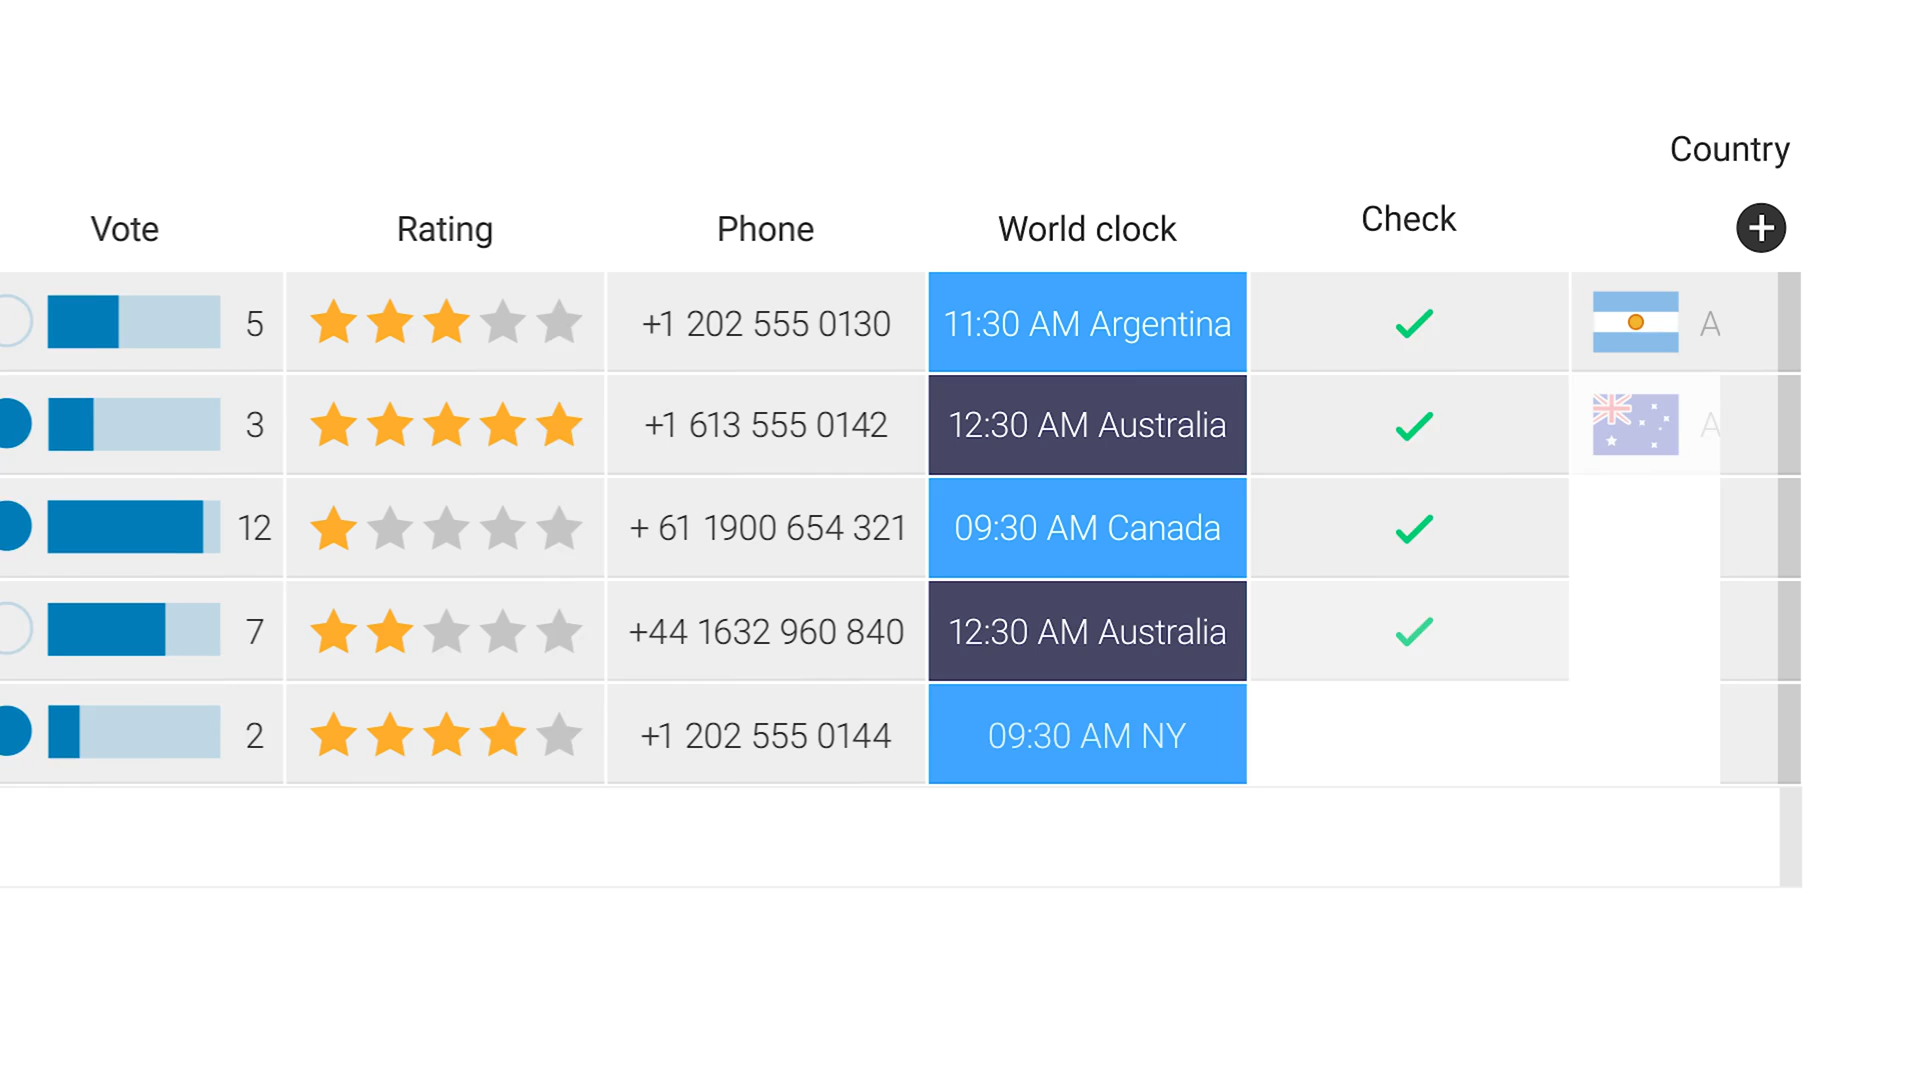 Country
Vote Rating Phone World clock Check
5 +1 202 555 0130 11:30 AM Argentina A
3 +1 613 555 0142 12:30 AM Australia A
12 + 61 1900 654 321 09:30 AM Canada
7 +44 1632 960 840 12:30 AM Australia
2 +1 202 555 0144 09:30 AM NY